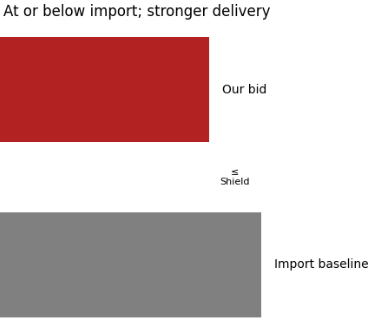 At or below import; stronger delivery
Our bid
≤
Shield
Import baseline